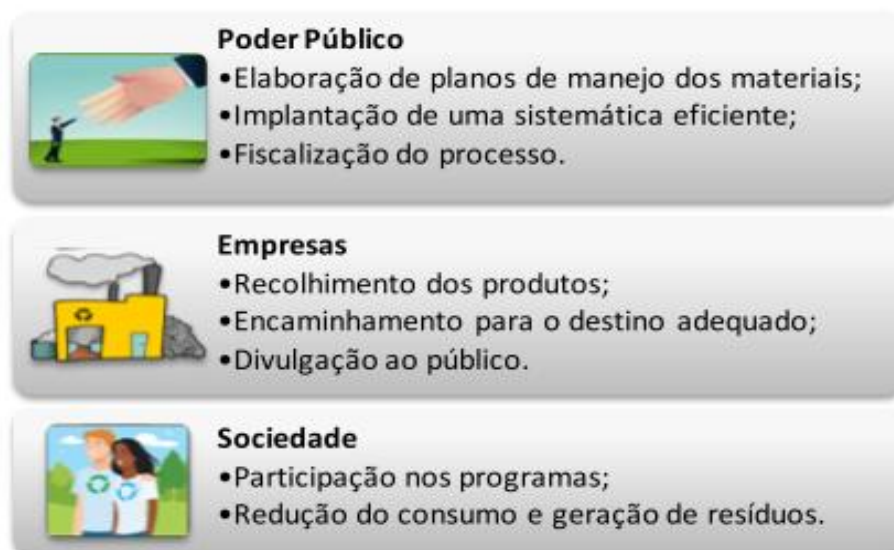 Poder Público
•Elaboração de planos de manejo dos materiais;
•Implantação de uma sistemática eficiente;
•Fiscalização do processo.
Empresas
•Recolhimento dos produtos;
•Encaminhamento para o destino adequado;
•Divulgação ao público.
Sociedade
•Participação nos programas;
•Redução do consumo e geração de resíduos.